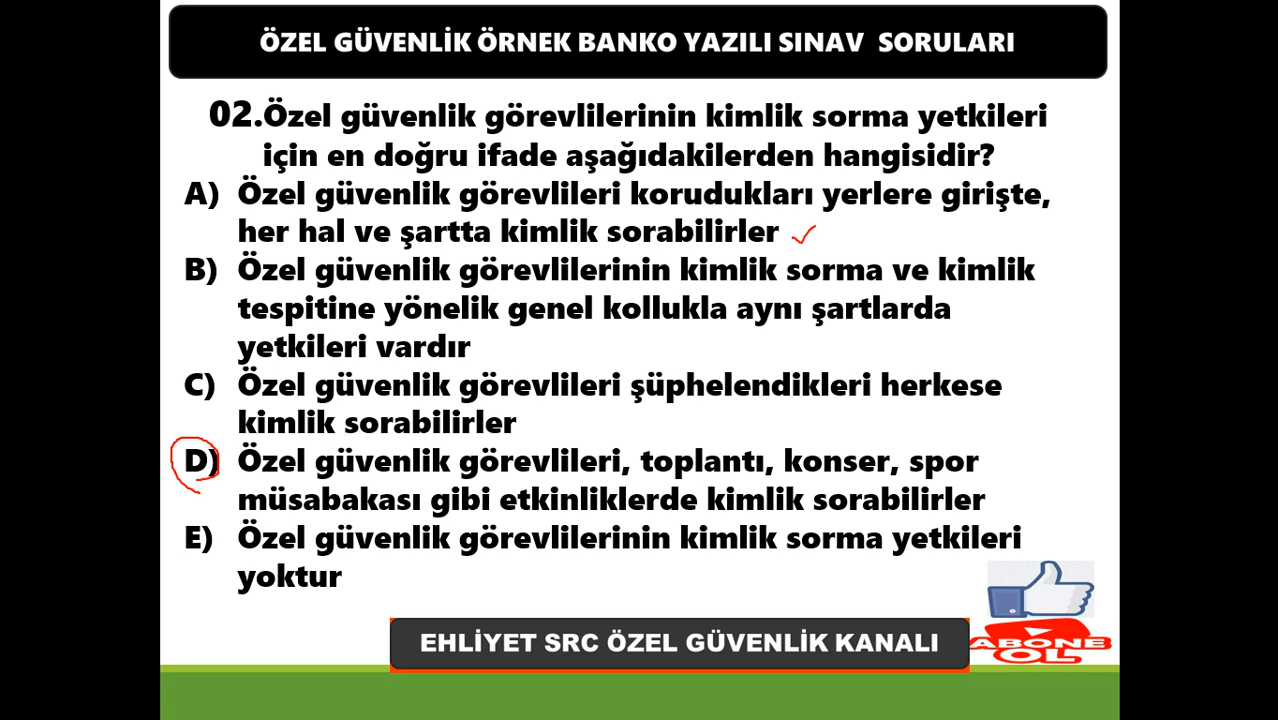 ÖZEL GÜVENLİK ÖRNEK BANKO YAZILI SINAV SORULARI
02.Özel güvenlik görevlilerinin kimlik sorma yetkileri
için en doğru ifade aşağıdakilerden hangisidir?
A) Özel güvenlik görevlileri korudukları yerlere girişte,
her hal ve şartta kimlik sorabilirler
B) Özel güvenlik görevlilerinin kimlik sorma ve kimlik
tespitine yönelik genel kollukla aynı şartlarda
yetkileri vardır
C) Özel güvenlik görevlileri şüphelendikleri herkese
kimlik sorabilirler
D) Özel güvenlik görevlileri, toplantı, konser, spor
müsabakası gibi etkinliklerde kimlik sorabilirler
E) Özel güvenlik görevlilerinin kimlik sorma yetkileri
yoktur
EHLİYET SRC ÖZEL GÜVENLİK KANALI
ABONE
OL